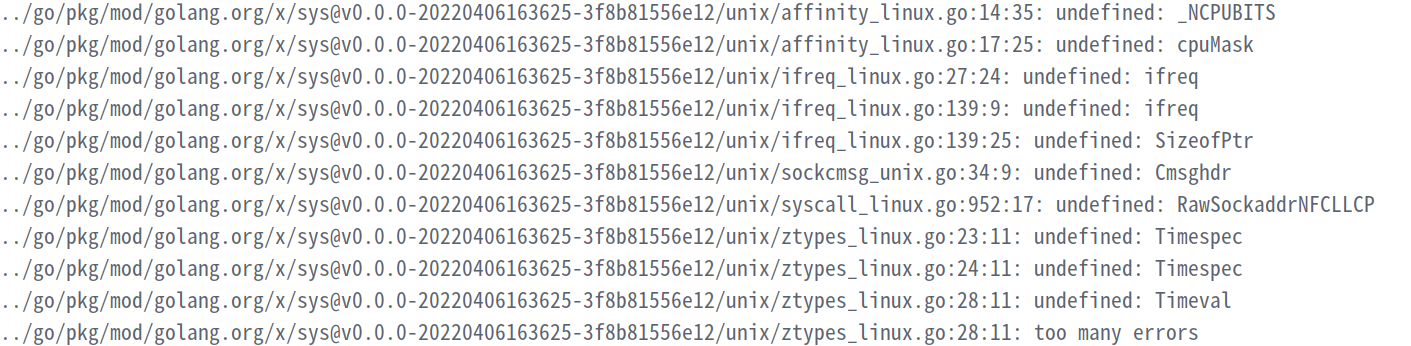 ../go/pkg/mod/golang.org/x/sys@v0.0.0-20220406163625-3f8b81556e12/unix/affinity_linux.go:14:35: undefined: _NCPUBITS
../go/pkg/mod/golang.org/x/sys@v0.0.0-20220406163625-3f8b81556e12/unix/affinity_linux.go:17:25: undefined: cpuMask
../go/pkg/mod/golang.org/x/sys@v0.0.0-20220406163625-3f8b81556e12/unix/ifreq_linux.go:27:24: undefined: ifreq
../go/pkg/mod/golang.org/x/sys@v0.0.0-20220406163625-3f8b81556e12/unix/ifreq_linux.go:139:9: undefined: ifreq
../go/pkg/mod/golang.org/x/sys@v0.0.0-20220406163625-3f8b81556e12/unix/ifreq_linux.go:139:25: undefined: SizeofPtr
../go/pkg/mod/golang.org/x/sys@v0.0.0-20220406163625-3f8b81556e12/unix/sockcmsg_unix.go:34:9: undefined: Cmsghdr
../go/pkg/mod/golang.org/x/sys@v0.0.0-20220406163625-3f8b81556e12/unix/syscall_linux.go:952:17: undefined: RawSockaddrNFCLLCP
../go/pkg/mod/golang.org/x/sys@v0.0.0-20220406163625-3f8b81556e12/unix/ztypes_linux.go:23:11: undefined: Timespec
../go/pkg/mod/golang.org/x/sys@v0.0.0-20220406163625-3f8b81556e12/unix/ztypes_linux.go:24:11: undefined: Timespec
../go/pkg/mod/golang.org/x/sys@v0.0.0-20220406163625-3f8b81556e12/unix/ztypes_linux.go:28:11: undefined: Timeval
../go/pkg/mod/golang.org/x/sys@v0.0.0-20220406163625-3f8b81556e12/unix/ztypes_linux.go:28:11: too many errors